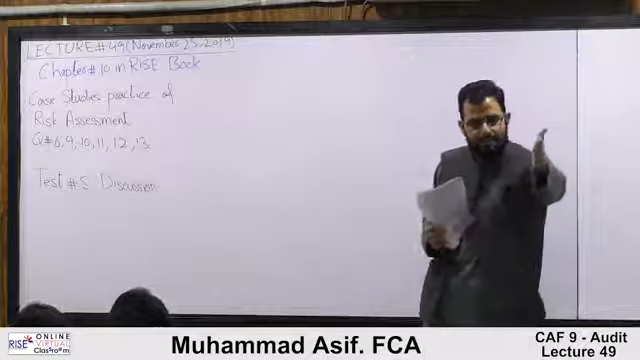 LECTURE#49(November 25-2019)
Chapter#10 in RISE Book
Case Studies practice of
Risk Assessment
Q#6,9,10,11,12,13
Test #5 Discussion
RISE ONLINE VIRTUAL Classroom
Muhammad Asif. FCA
CAF 9 - Audit
Lecture 49